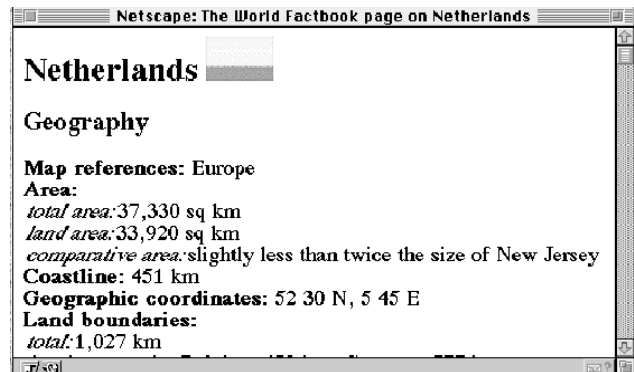 Netscape: The World Factbook page on Netherlands
Netherlands
Geography
Map references: Europe
Area:
total area:37,330 sq km
land area:33,920 sq km
comparative area:slightly less than twice the size of New Jersey
Coastline: 451 km
Geographic coordinates: 52 30 N, 5 45 E
Land boundaries:
total:1,027 km